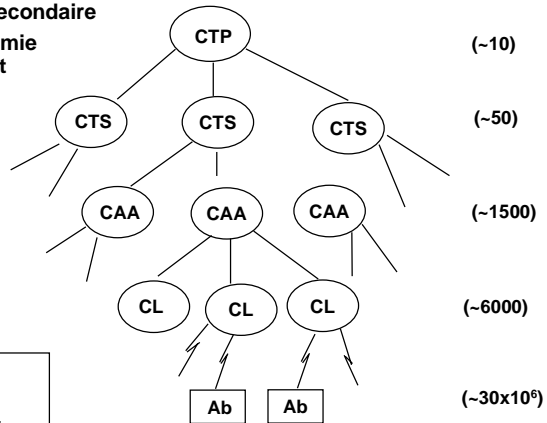 econdaire
mie
t
CTP (~10)
CTS CTS CTS (~50)
CAA CAA CAA (~1500)
CL CL CL (~6000)
Ab Ab (~30x10⁶)